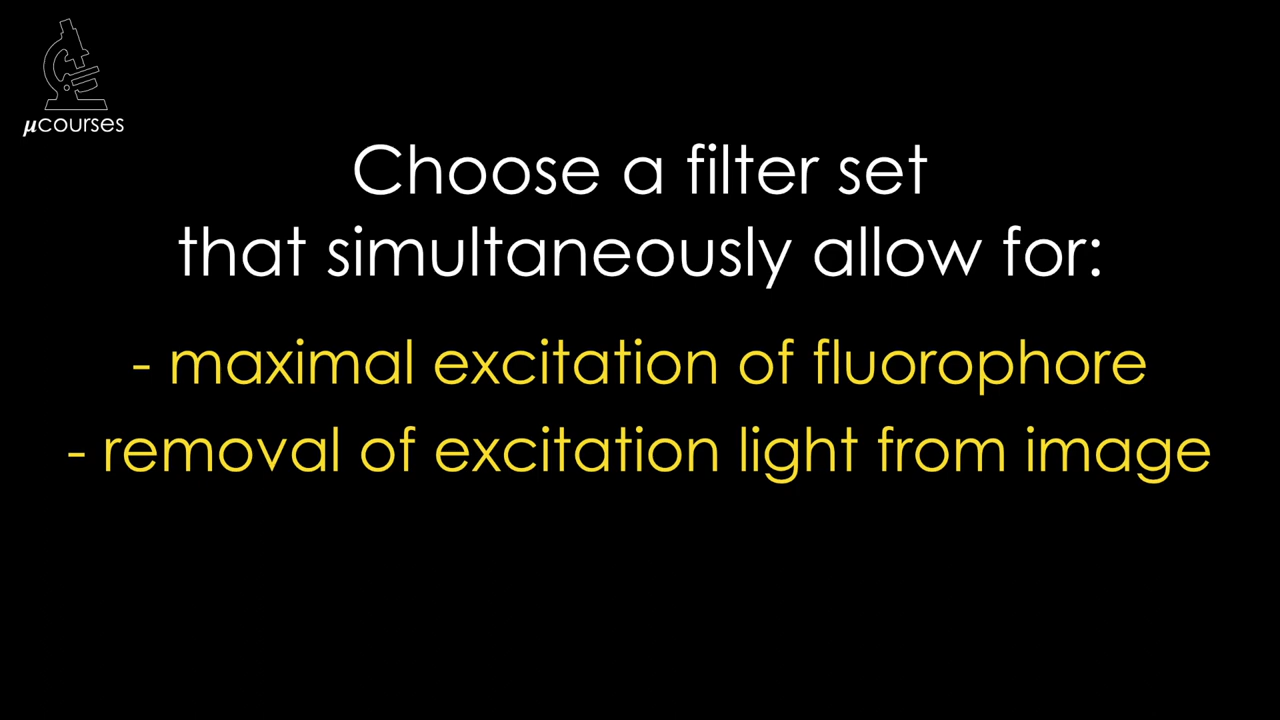 µcourses
Choose a filter set
that simultaneously allow for:
- maximal excitation of fluorophore
- removal of excitation light from image